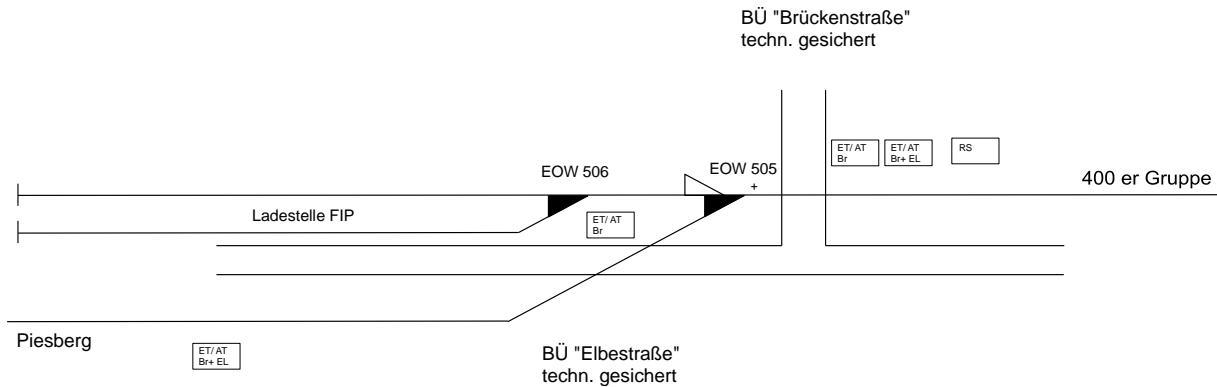 BÜ "Brückenstraße"
techn. gesichert
ET/ AT
Br
ET/ AT
Br+ EL
RS
EOW 506
EOW 505
+
400 er Gruppe
Ladestelle FIP
ET/ AT
Br
Piesberg
ET/ AT
Br+ EL
BÜ "Elbestraße"
techn. gesichert